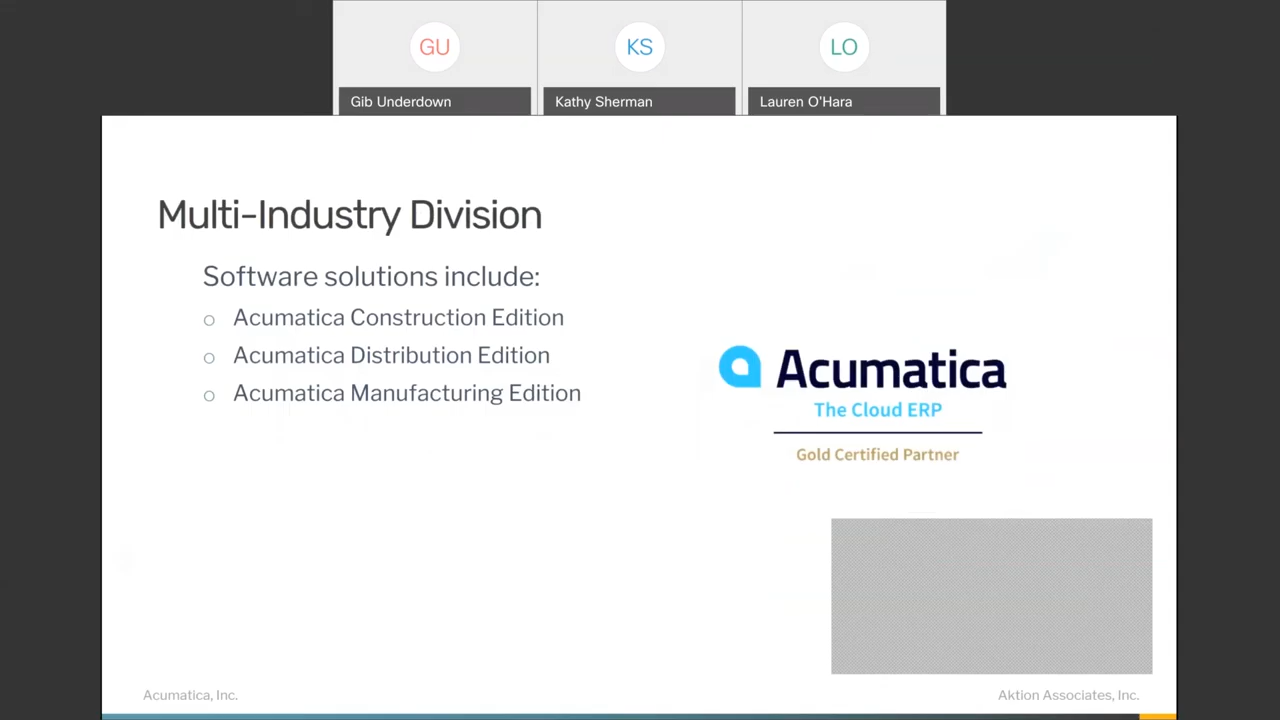 GU
KS
LO
Gib Underdown
Kathy Sherman
Lauren O'Hara
Multi-Industry Division
Software solutions include:
o Acumatica Construction Edition
o Acumatica Distribution Edition
o Acumatica Manufacturing Edition
Acumatica
The Cloud ERP
Gold Certified Partner
Acumatica, Inc.
Aktion Associates, Inc.